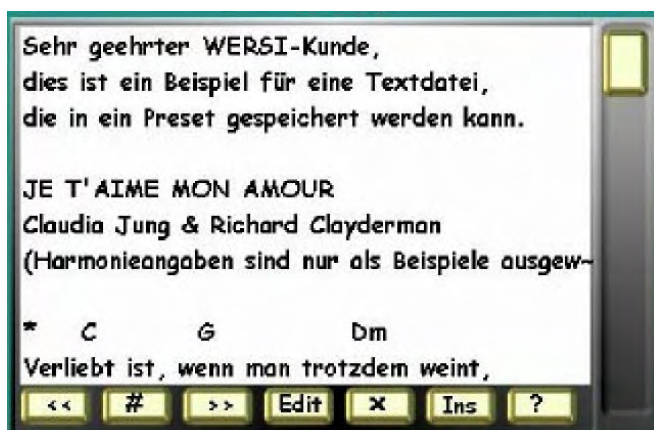 Sehr geehrter WERSI-Kunde,
dies ist ein Beispiel für eine Textdatei,
die in ein Preset gespeichert werden kann.
JE T'AIME MON AMOUR
Claudia Jung & Richard Clayderman
(Harmonieangaben sind nur als Beispiele ausgew~
* C G Dm
Verliebt ist, wenn man trotzdem weint,
<< # >> Edit x Ins ?